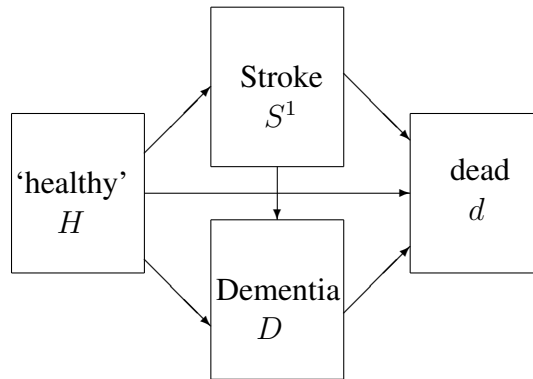 Stroke
S¹
‘healthy’
H
dead
d
Dementia
D